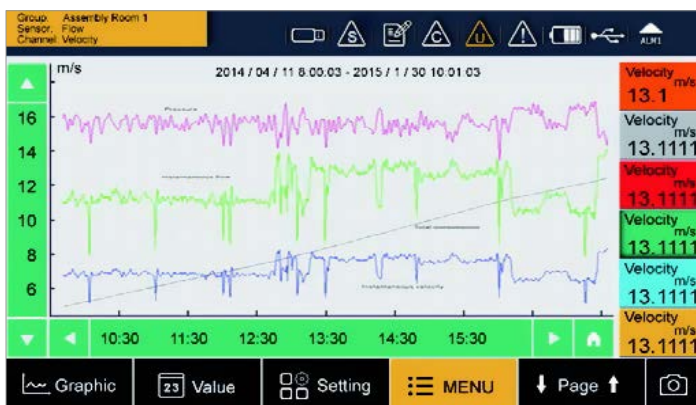 Group: Assembly Room 1
Sensor: Flow
Channel: Velocity
S
C
U
ALM1
m/s
2014 / 04 / 11 8:00:03 - 2015 / 1 / 30 10:01:03
Pressure
Instantaneous flow
Instantaneous velocity
16
14
12
10
8
6
10:30 11:30 12:30 13:30 14:30 15:30
Velocity
m/s
13.1
Velocity
m/s
13.1111
Velocity
m/s
13.1111
Velocity
m/s
13.1111
Velocity
m/s
13.1111
Velocity
m/s
13.1111
Graphic
23 Value
Setting
MENU
Page